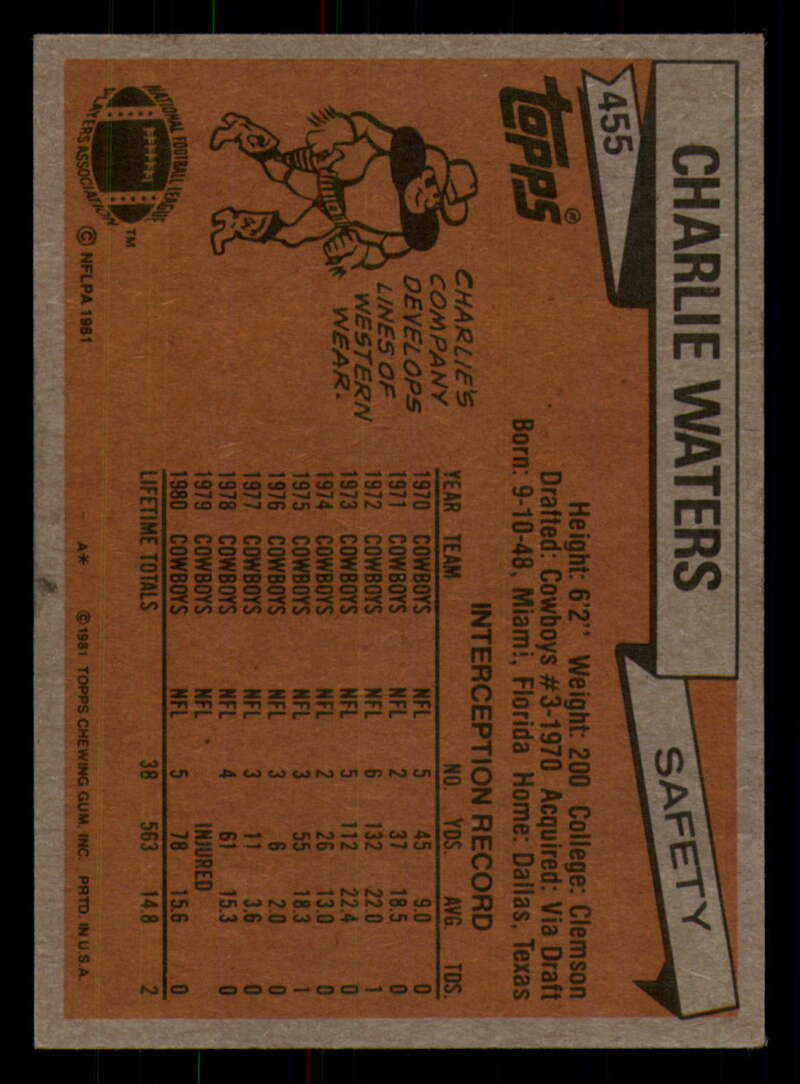 455
CHARLIE WATERS
SAFETY
topps®
Height: 6'2" Weight: 200 College: Clemson
Drafted: Cowboys #3-1970 Acquired: Via Draft
Born: 9-10-48, Miami, Florida Home: Dallas, Texas
CHARLIE'S
COMPANY
DEVELOPS
LINES OF
WESTERN
WEAR.
INTERCEPTION RECORD
YEAR TEAM NO. YDS. AVG. TDS.
1970 COWBOYS NFL 5 45 9.0 0
1971 COWBOYS NFL 2 37 18.5 0
1972 COWBOYS NFL 6 132 22.0 1
1973 COWBOYS NFL 5 112 22.4 0
1974 COWBOYS NFL 2 26 13.0 0
1975 COWBOYS NFL 3 55 18.3 1
1976 COWBOYS NFL 3 6 2.0 0
1977 COWBOYS NFL 3 11 3.6 0
1978 COWBOYS NFL 4 61 15.3 0
1979 COWBOYS NFL INJURED
1980 COWBOYS NFL 5 78 15.6 0
LIFETIME TOTALS 38 563 14.8 2
NATIONAL FOOTBALL LEAGUE
PLAYERS ASSOCIATION
TM
© NFLPA 1981
A* ©1981 TOPPS CHEWING GUM, INC. PRTD. IN U.S.A.